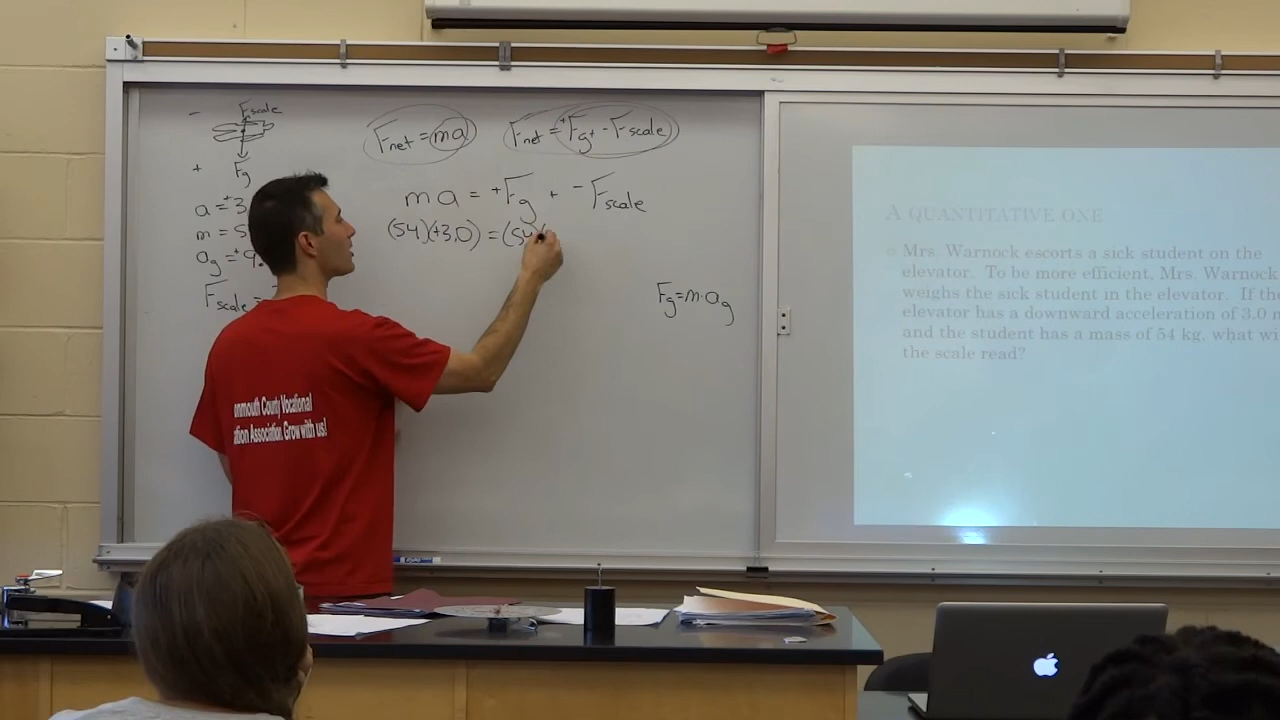 - Fscale
+ Fg
a = +3
m = 5
ag = +9.
Fscale =
Fnet = ma
Fnet = +Fg + -Fscale
ma = +Fg + -Fscale
(54)(+3.0) = (54)(
Fg = m·ag
onmouth County Vocational
ation Association Grow with us!
A QUANTITATIVE ONE
Mrs. Warnock escorts a sick student on the
elevator. To be more efficient, Mrs. Warnock
weighs the sick student in the elevator. If the
elevator has a downward acceleration of 3.0 m
and the student has a mass of 54 kg, what wi
the scale read?